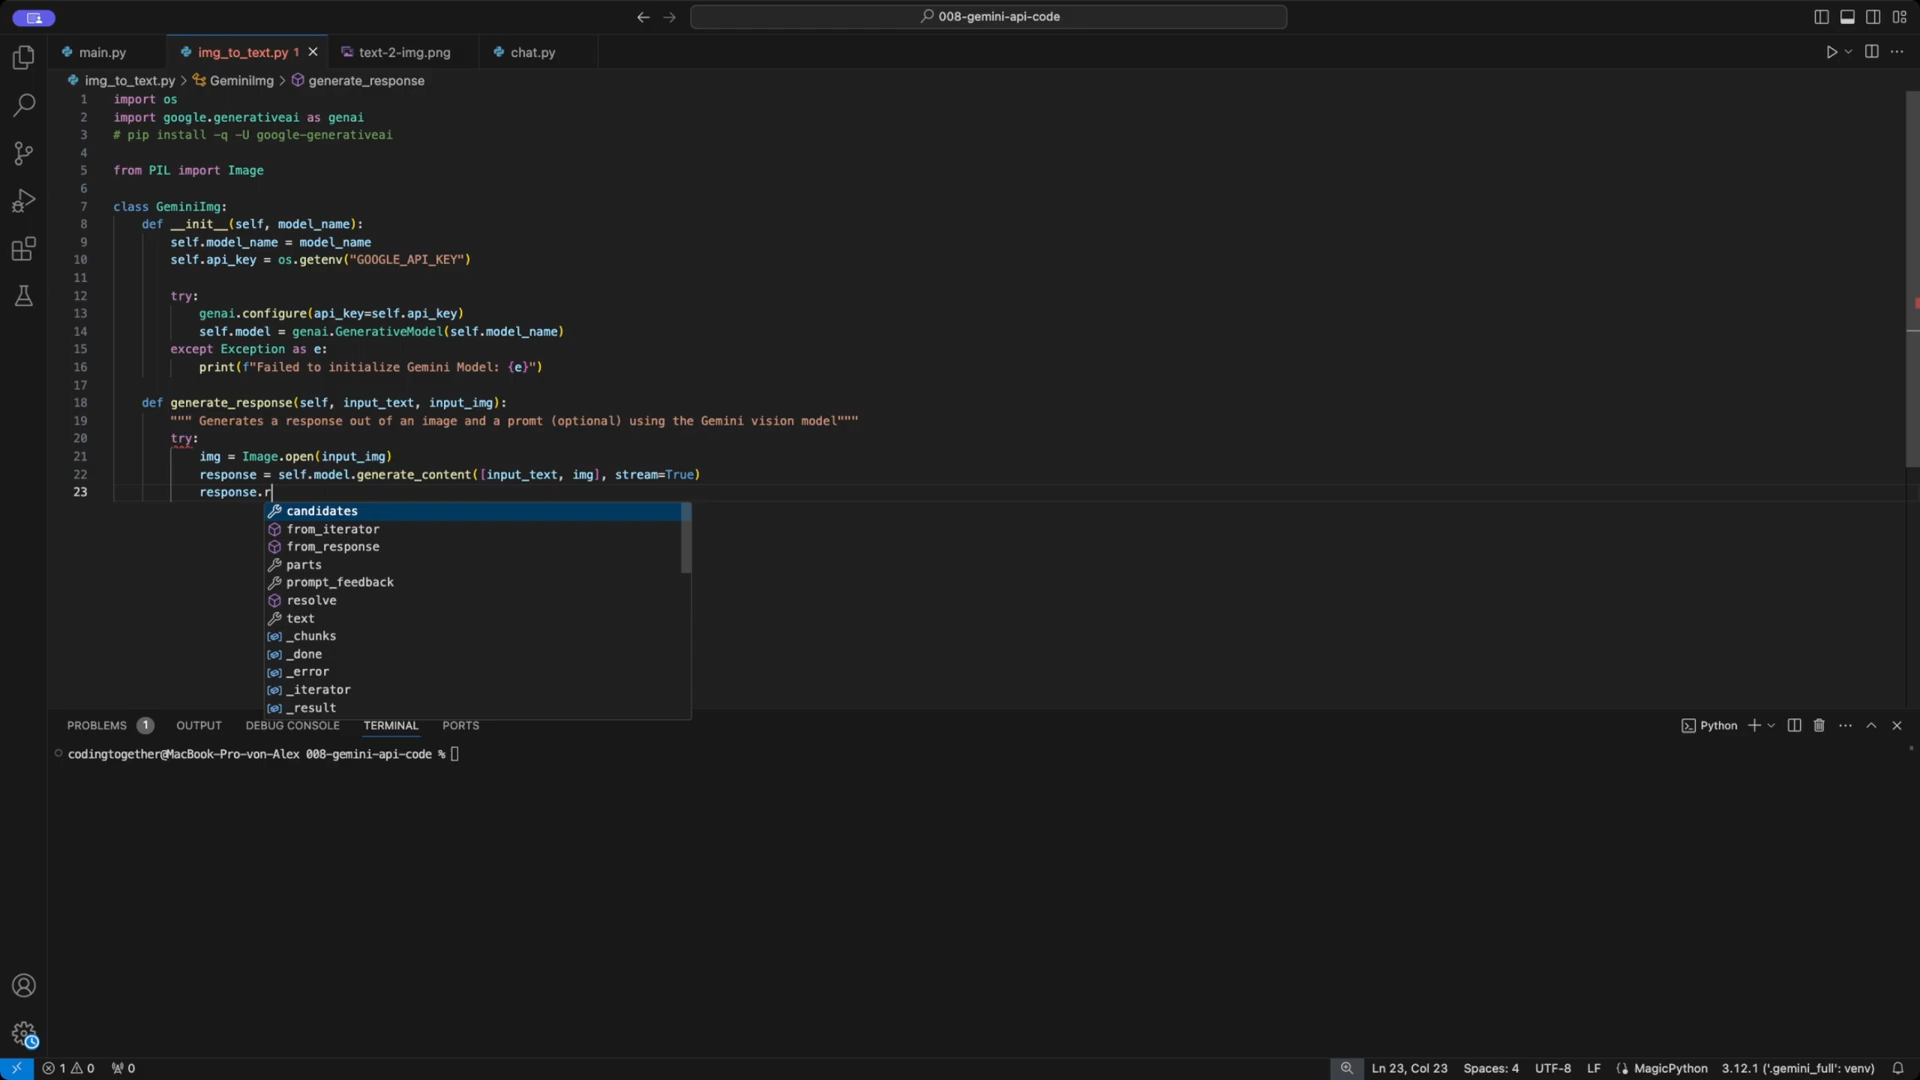 008-gemini-api-code
main.py
img_to_text.py 1
text-2-img.png
chat.py
img_to_text.py > GeminiImg > generate_response
1 import os
2 import google.generativeai as genai
3 # pip install -q -U google-generativeai
4
5 from PIL import Image
6
7 class GeminiImg:
8 def __init__(self, model_name):
9 self.model_name = model_name
10 self.api_key = os.getenv("GOOGLE_API_KEY")
11
12 try:
13 genai.configure(api_key=self.api_key)
14 self.model = genai.GenerativeModel(self.model_name)
15 except Exception as e:
16 print(f"Failed to initialize Gemini Model: {e}")
17
18 def generate_response(self, input_text, input_img):
19 """ Generates a response out of an image and a promt (optional) using the Gemini vision model"""
20 try:
21 img = Image.open(input_img)
22 response = self.model.generate_content([input_text, img], stream=True)
23 response.r
candidates
from_iterator
from_response
parts
prompt_feedback
resolve
text
_chunks
_done
_error
_iterator
_result
PROBLEMS 1 OUTPUT DEBUG CONSOLE TERMINAL PORTS
Python
codingtogether@MacBook-Pro-von-Alex 008-gemini-api-code %
1 0 0
Ln 23, Col 23 Spaces: 4 UTF-8 LF MagicPython 3.12.1 ('.gemini_full': venv)